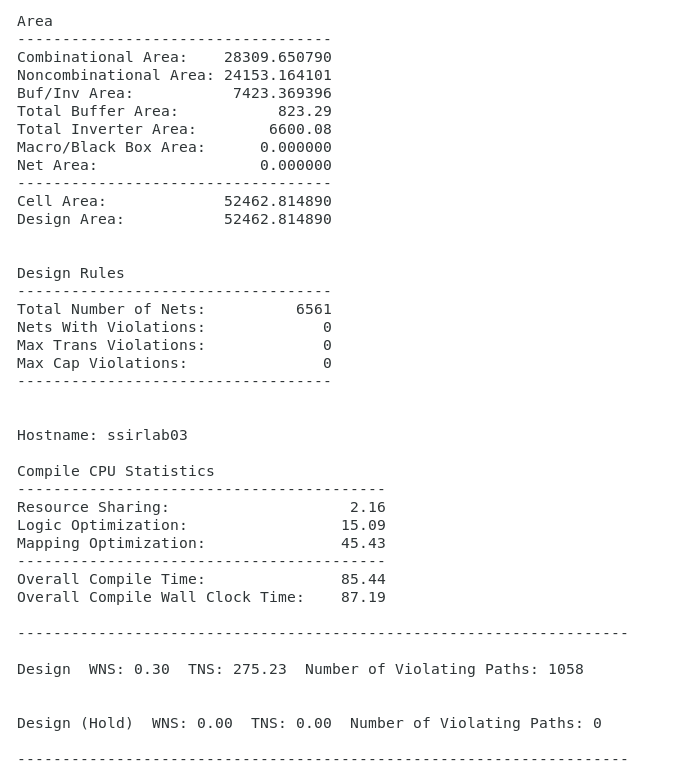 Area
-----------------------------------
Combinational Area:    28309.650790
Noncombinational Area: 24153.164101
Buf/Inv Area:           7423.369396
Total Buffer Area:           823.29
Total Inverter Area:        6600.08
Macro/Black Box Area:      0.000000
Net Area:                  0.000000
-----------------------------------
Cell Area:             52462.814890
Design Area:           52462.814890
Design Rules
-----------------------------------
Total Number of Nets:          6561
Nets With Violations:             0
Max Trans Violations:             0
Max Cap Violations:               0
-----------------------------------
Hostname: ssirlab03
Compile CPU Statistics
-----------------------------------------
Resource Sharing:                    2.16
Logic Optimization:                 15.09
Mapping Optimization:               45.43
-----------------------------------------
Overall Compile Time:               85.44
Overall Compile Wall Clock Time:    87.19
--------------------------------------------------------------------
Design  WNS: 0.30  TNS: 275.23  Number of Violating Paths: 1058
Design (Hold)  WNS: 0.00  TNS: 0.00  Number of Violating Paths: 0
--------------------------------------------------------------------